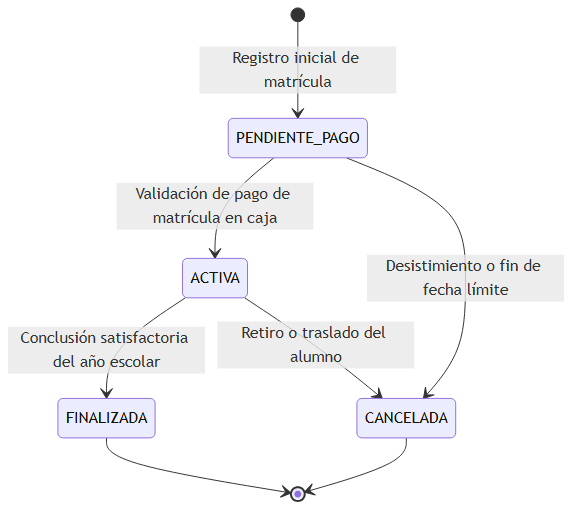 Registro inicial de
matrícula
PENDIENTE_PAGO
Validación de pago de
matrícula en caja
Desistimiento o fin de
fecha límite
ACTIVA
Conclusión satisfactoria
del año escolar
Retiro o traslado del
alumno
FINALIZADA
CANCELADA